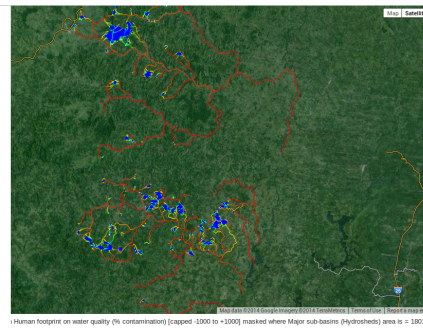 Map Satellit
Map data ©2014 Google Imagery ©2014 TerraMetrics Terms of Use Report a map e
Human footprint on water quality (% contamination) [capped -1000 to +1000] masked where Major sub-basins (Hydrosheds) area is = 180